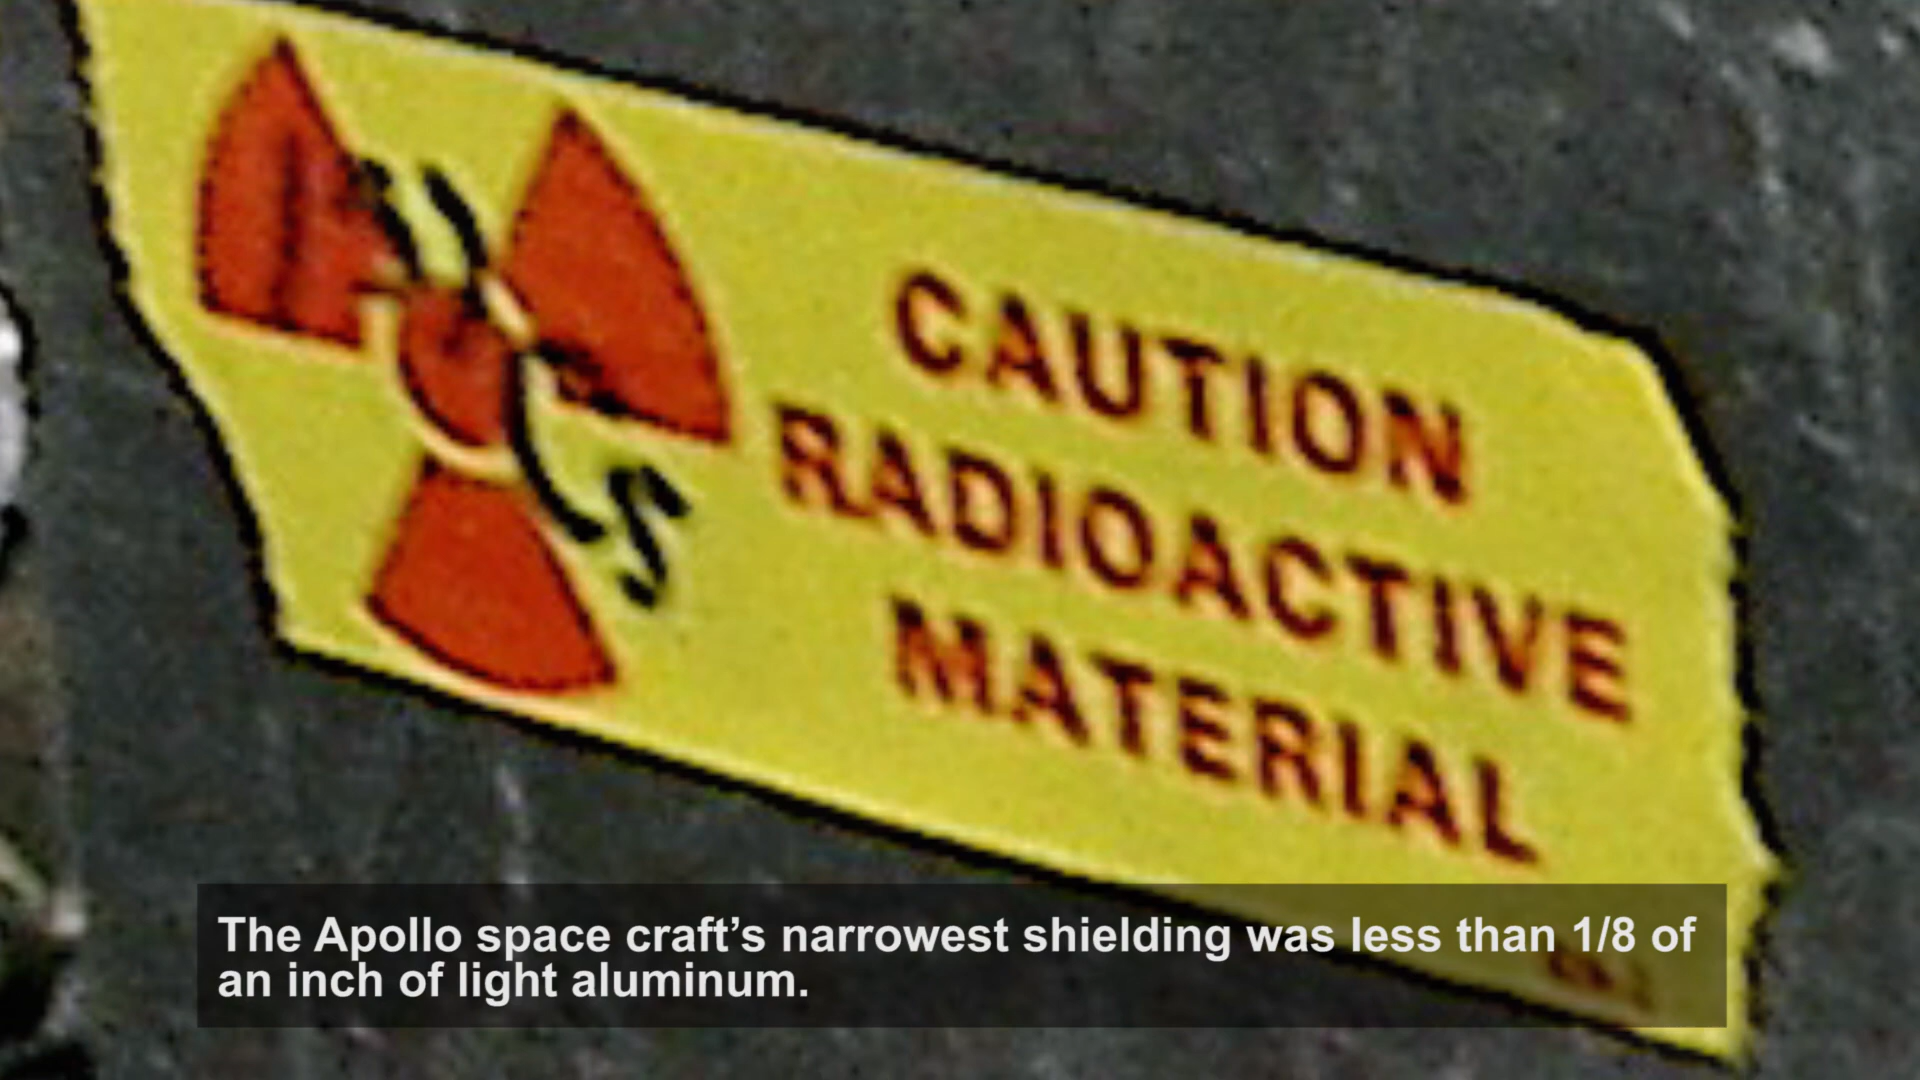 CAUTION
RADIOACTIVE
MATERIAL
The Apollo space craft’s narrowest shielding was less than 1/8 of
an inch of light aluminum.